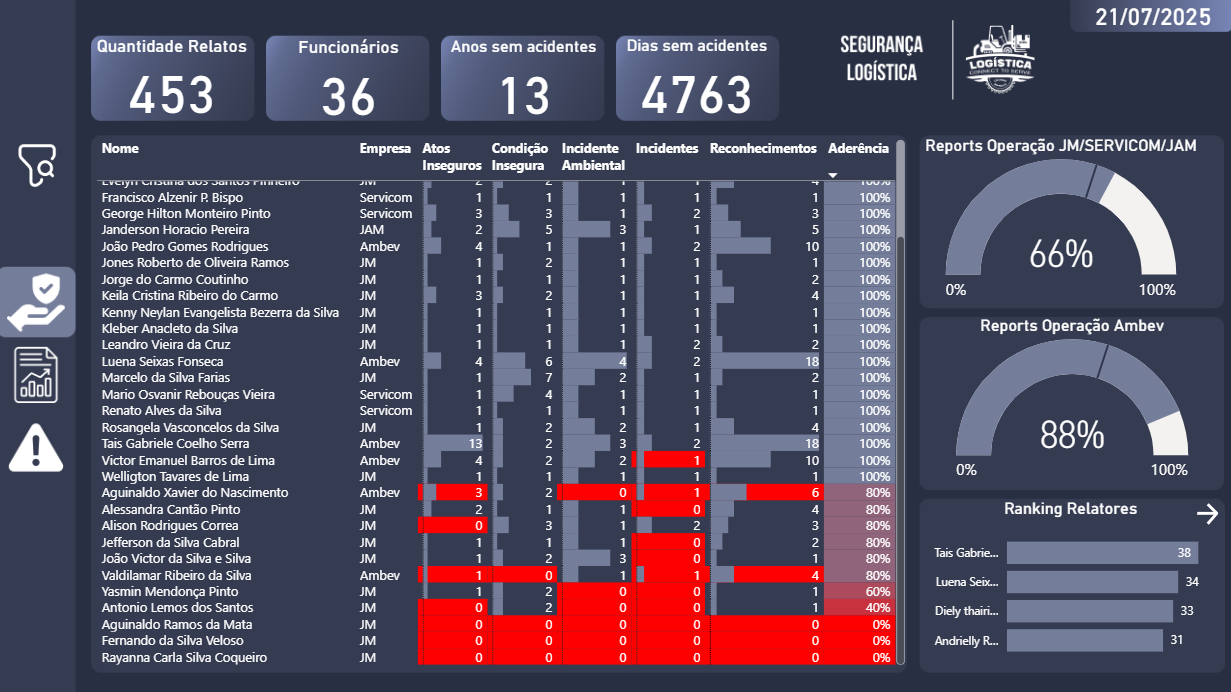 21/07/2025
Quantidade Relatos
453
Funcionários
36
Anos sem acidentes
13
Dias sem acidentes
4763
SEGURANÇA
LOGÍSTICA
LOGÍSTICA
CONNECT TO SERVE
Nome Empresa Atos Inseguros Condição Insegura Incidente Ambiental Incidentes Reconhecimentos Aderência
Evelyn Cristina dos Santos Pinheiro JM 2 2 1 1 4 100%
Francisco Alzenir P. Bispo Servicom 1 1 1 1 1 100%
George Hilton Monteiro Pinto Servicom 3 3 1 2 3 100%
Janderson Horacio Pereira JAM 2 5 3 1 5 100%
João Pedro Gomes Rodrigues Ambev 4 1 1 2 10 100%
Jones Roberto de Oliveira Ramos JM 1 2 1 1 1 100%
Jorge do Carmo Coutinho JM 1 1 1 1 2 100%
Keila Cristina Ribeiro do Carmo JM 3 2 1 1 4 100%
Kenny Neylan Evangelista Bezerra da Silva JM 1 1 1 1 1 100%
Kleber Anacleto da Silva JM 1 1 1 1 1 100%
Leandro Vieira da Cruz JM 1 1 1 2 2 100%
Luena Seixas Fonseca Ambev 4 6 4 2 18 100%
Marcelo da Silva Farias JM 1 7 2 1 2 100%
Mario Osvanir Rebouças Vieira Servicom 1 4 1 1 1 100%
Renato Alves da Silva Servicom 1 1 1 1 1 100%
Rosangela Vasconcelos da Silva JM 1 2 2 1 4 100%
Tais Gabriele Coelho Serra Ambev 13 2 3 2 18 100%
Victor Emanuel Barros de Lima Ambev 4 2 2 1 10 100%
Welligton Tavares de Lima JM 1 1 1 1 1 100%
Aguinaldo Xavier do Nascimento Ambev 3 2 0 1 6 80%
Alessandra Cantão Pinto JM 2 1 1 0 4 80%
Alison Rodrigues Correa JM 0 3 1 2 3 80%
Jefferson da Silva Cabral JM 1 1 1 0 2 80%
João Victor da Silva e Silva JM 1 2 3 0 1 80%
Valdilamar Ribeiro da Silva Ambev 1 0 1 1 4 80%
Yasmin Mendonça Pinto JM 1 2 0 0 1 60%
Antonio Lemos dos Santos JM 0 2 0 0 1 40%
Aguinaldo Ramos da Mata JM 0 0 0 0 0 0%
Fernando da Silva Veloso JM 0 0 0 0 0 0%
Rayanna Carla Silva Coqueiro JM 0 0 0 0 0 0%
Reports Operação JM/SERVICOM/JAM
66%
0% 100%
Reports Operação Ambev
88%
0% 100%
Ranking Relatores
Tais Gabrie... 38
Luena Seix... 34
Diely thairi... 33
Andrielly R... 31